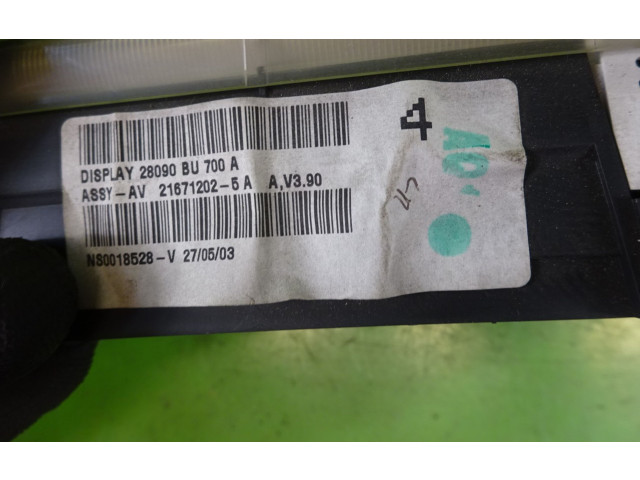 DISPLAY 28090 BU 700 A
ASSY-AV 21671202-5 A A,V3.90
NS0018528-V 27/05/03
4